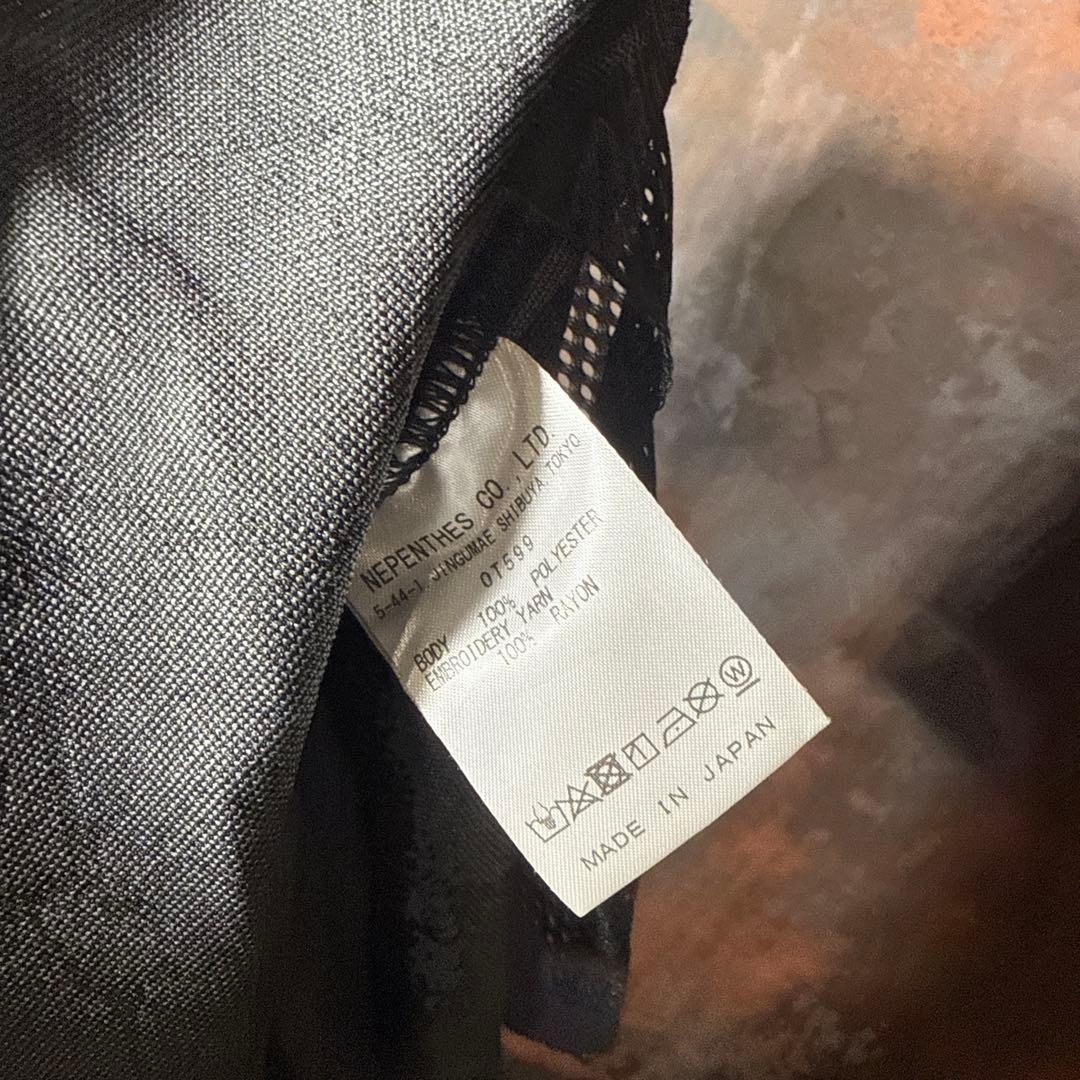 NEPENTHES CO.,LTD.
5-44-1 JINGUMAE SHIBUYA TOKYO
OT599
BODY 100% POLYESTER
EMBROIDERY YARN
100% RAYON
W
MADE IN JAPAN